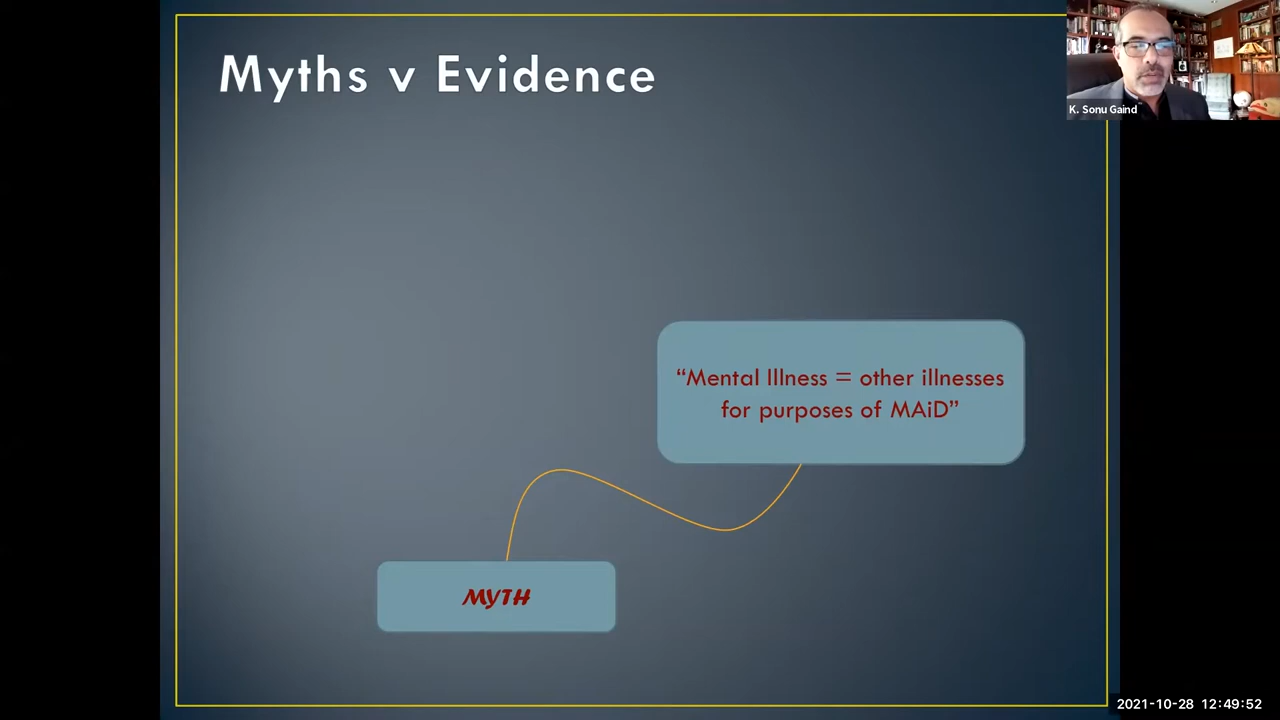 Myths v Evidence
K. Sonu Gaind
“Mental Illness = other illnesses
for purposes of MAiD”
MYTH
2021-10-28 12:49:52